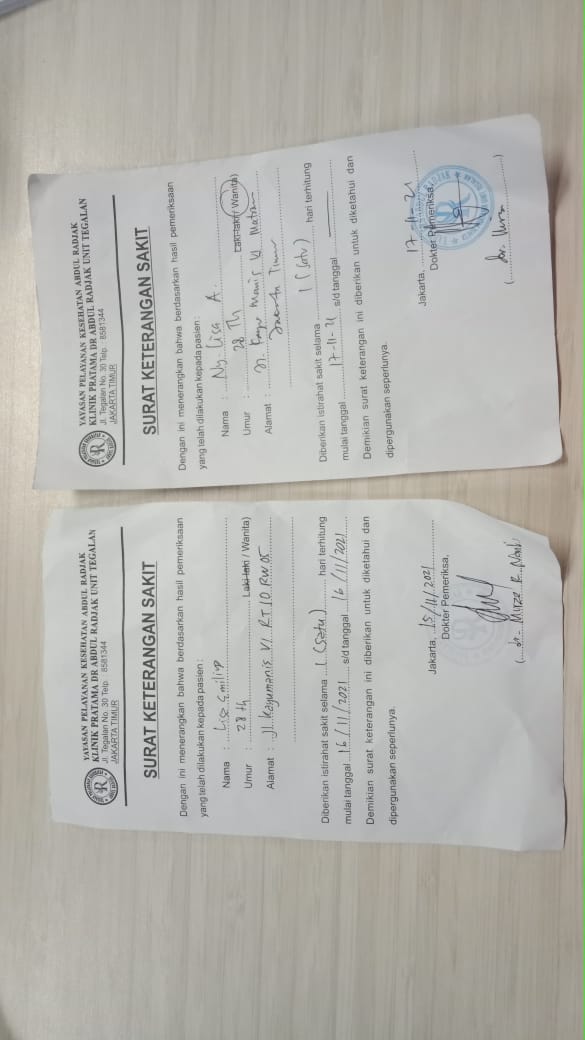 YAYASAN PELAYANAN KESEHATAN ABDUL RADJAK
KLINIK PRATAMA DR ABDUL RADJAK UNIT TEGALAN
Jl. Tegalan No. 30 Telp. 8581344
JAKARTA TIMUR
SURAT KETERANGAN SAKIT
Dengan ini menerangkan bahwa berdasarkan hasil pemeriksaan
yang telah dilakukan kepada pasien :
Nama : Lisa
Umur : 28 th Laki-laki / Wanita)
Alamat : Jl. Kayumanis VI RT 10 RW 05
Diberikan istirahat sakit selama 1 (satu) hari terhitung
mulai tanggal 16/11/2021 s/d tanggal 16/11/2021
Demikian surat keterangan ini diberikan untuk diketahui dan
dipergunakan seperlunya.
Jakarta, 15/11/2021
Dokter Pemeriksa,
(dr.
YAYASAN PELAYANAN KESEHATAN ABDUL RADJAK
KLINIK PRATAMA DR ABDUL RADJAK UNIT TEGALAN
Jl. Tegalan No. 30 Telp. 8581344
JAKARTA TIMUR
SURAT KETERANGAN SAKIT
Dengan ini menerangkan bahwa berdasarkan hasil pemeriksaan
yang telah dilakukan kepada pasien :
Nama : Ny. Lisa A.
Umur : 28 Th Laki-laki / Wanita)
Alamat : Jl. Kayu Manis VI
Jakarta Timur
Diberikan istirahat sakit selama 1 (satu) hari terhitung
mulai tanggal 17-11-21 s/d tanggal
Demikian surat keterangan ini diberikan untuk diketahui dan
dipergunakan seperlunya.
Jakarta, 17-11-21
Dokter Pemeriksa,
(dr.